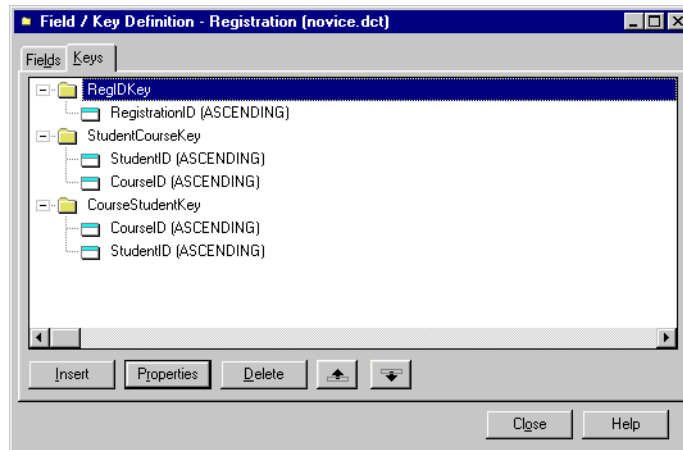 Field / Key Definition - Registration (novice.dct)
Fields Keys
RegIDKey
RegistrationID (ASCENDING)
StudentCourseKey
StudentID (ASCENDING)
CourseID (ASCENDING)
CourseStudentKey
CourseID (ASCENDING)
StudentID (ASCENDING)
Insert Properties Delete
Close Help